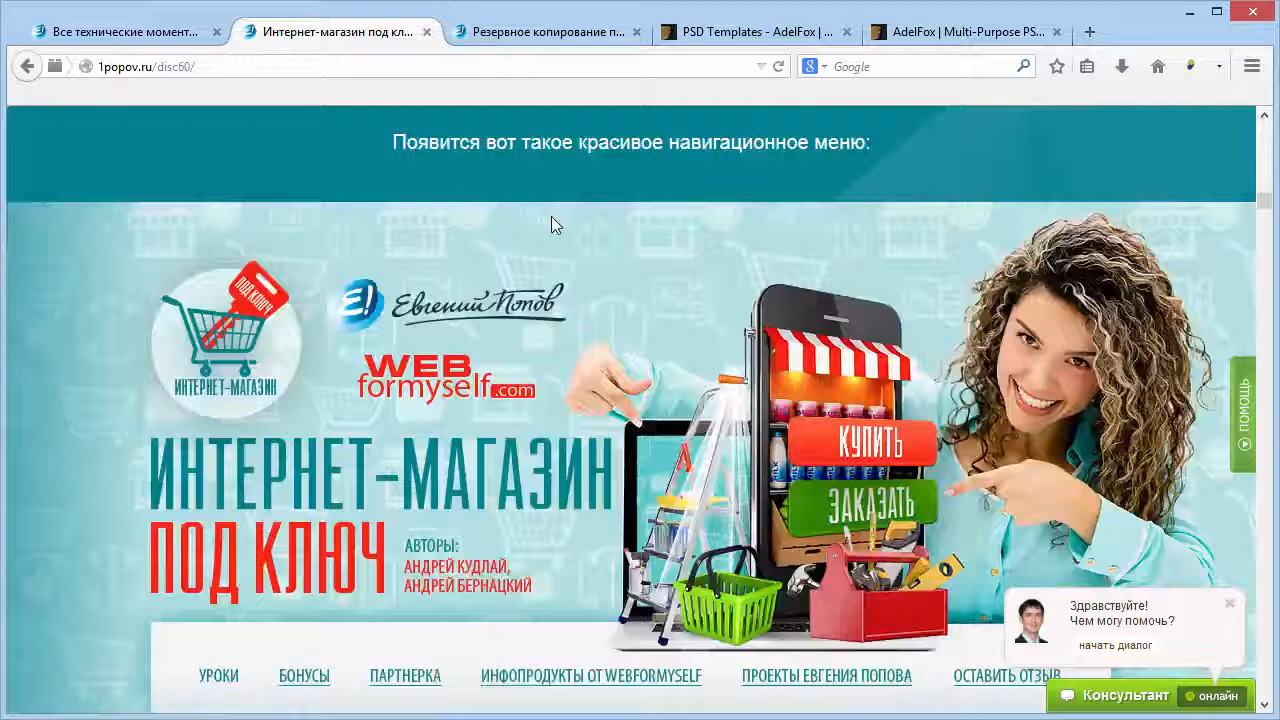 Все технические момент...
Интернет-магазин под кл...
Резервное копирование п...
PSD Templates - AdelFox | ...
AdelFox | Multi-Purpose PS...
1popov.ru/disc60/
Google
Появится вот такое красивое навигационное меню:
ПОД КЛЮЧ
ИНТЕРНЕТ-МАГАЗИН
Евгений Попов
WEB
formyself.com
ИНТЕРНЕТ-МАГАЗИН
ПОД КЛЮЧ
АВТОРЫ:
АНДРЕЙ КУДЛАЙ,
АНДРЕЙ БЕРНАЦКИЙ
КУПИТЬ
ЗАКАЗАТЬ
ПОМОЩЬ
Здравствуйте!
Чем могу помочь?
начать диалог
УРОКИ
БОНУСЫ
ПАРТНЕРКА
ИНФОПРОДУКТЫ ОТ WEBFORMYSELF
ПРОЕКТЫ ЕВГЕНИЯ ПОПОВА
ОСТАВИТЬ ОТЗЫВ
Консультант
онлайн